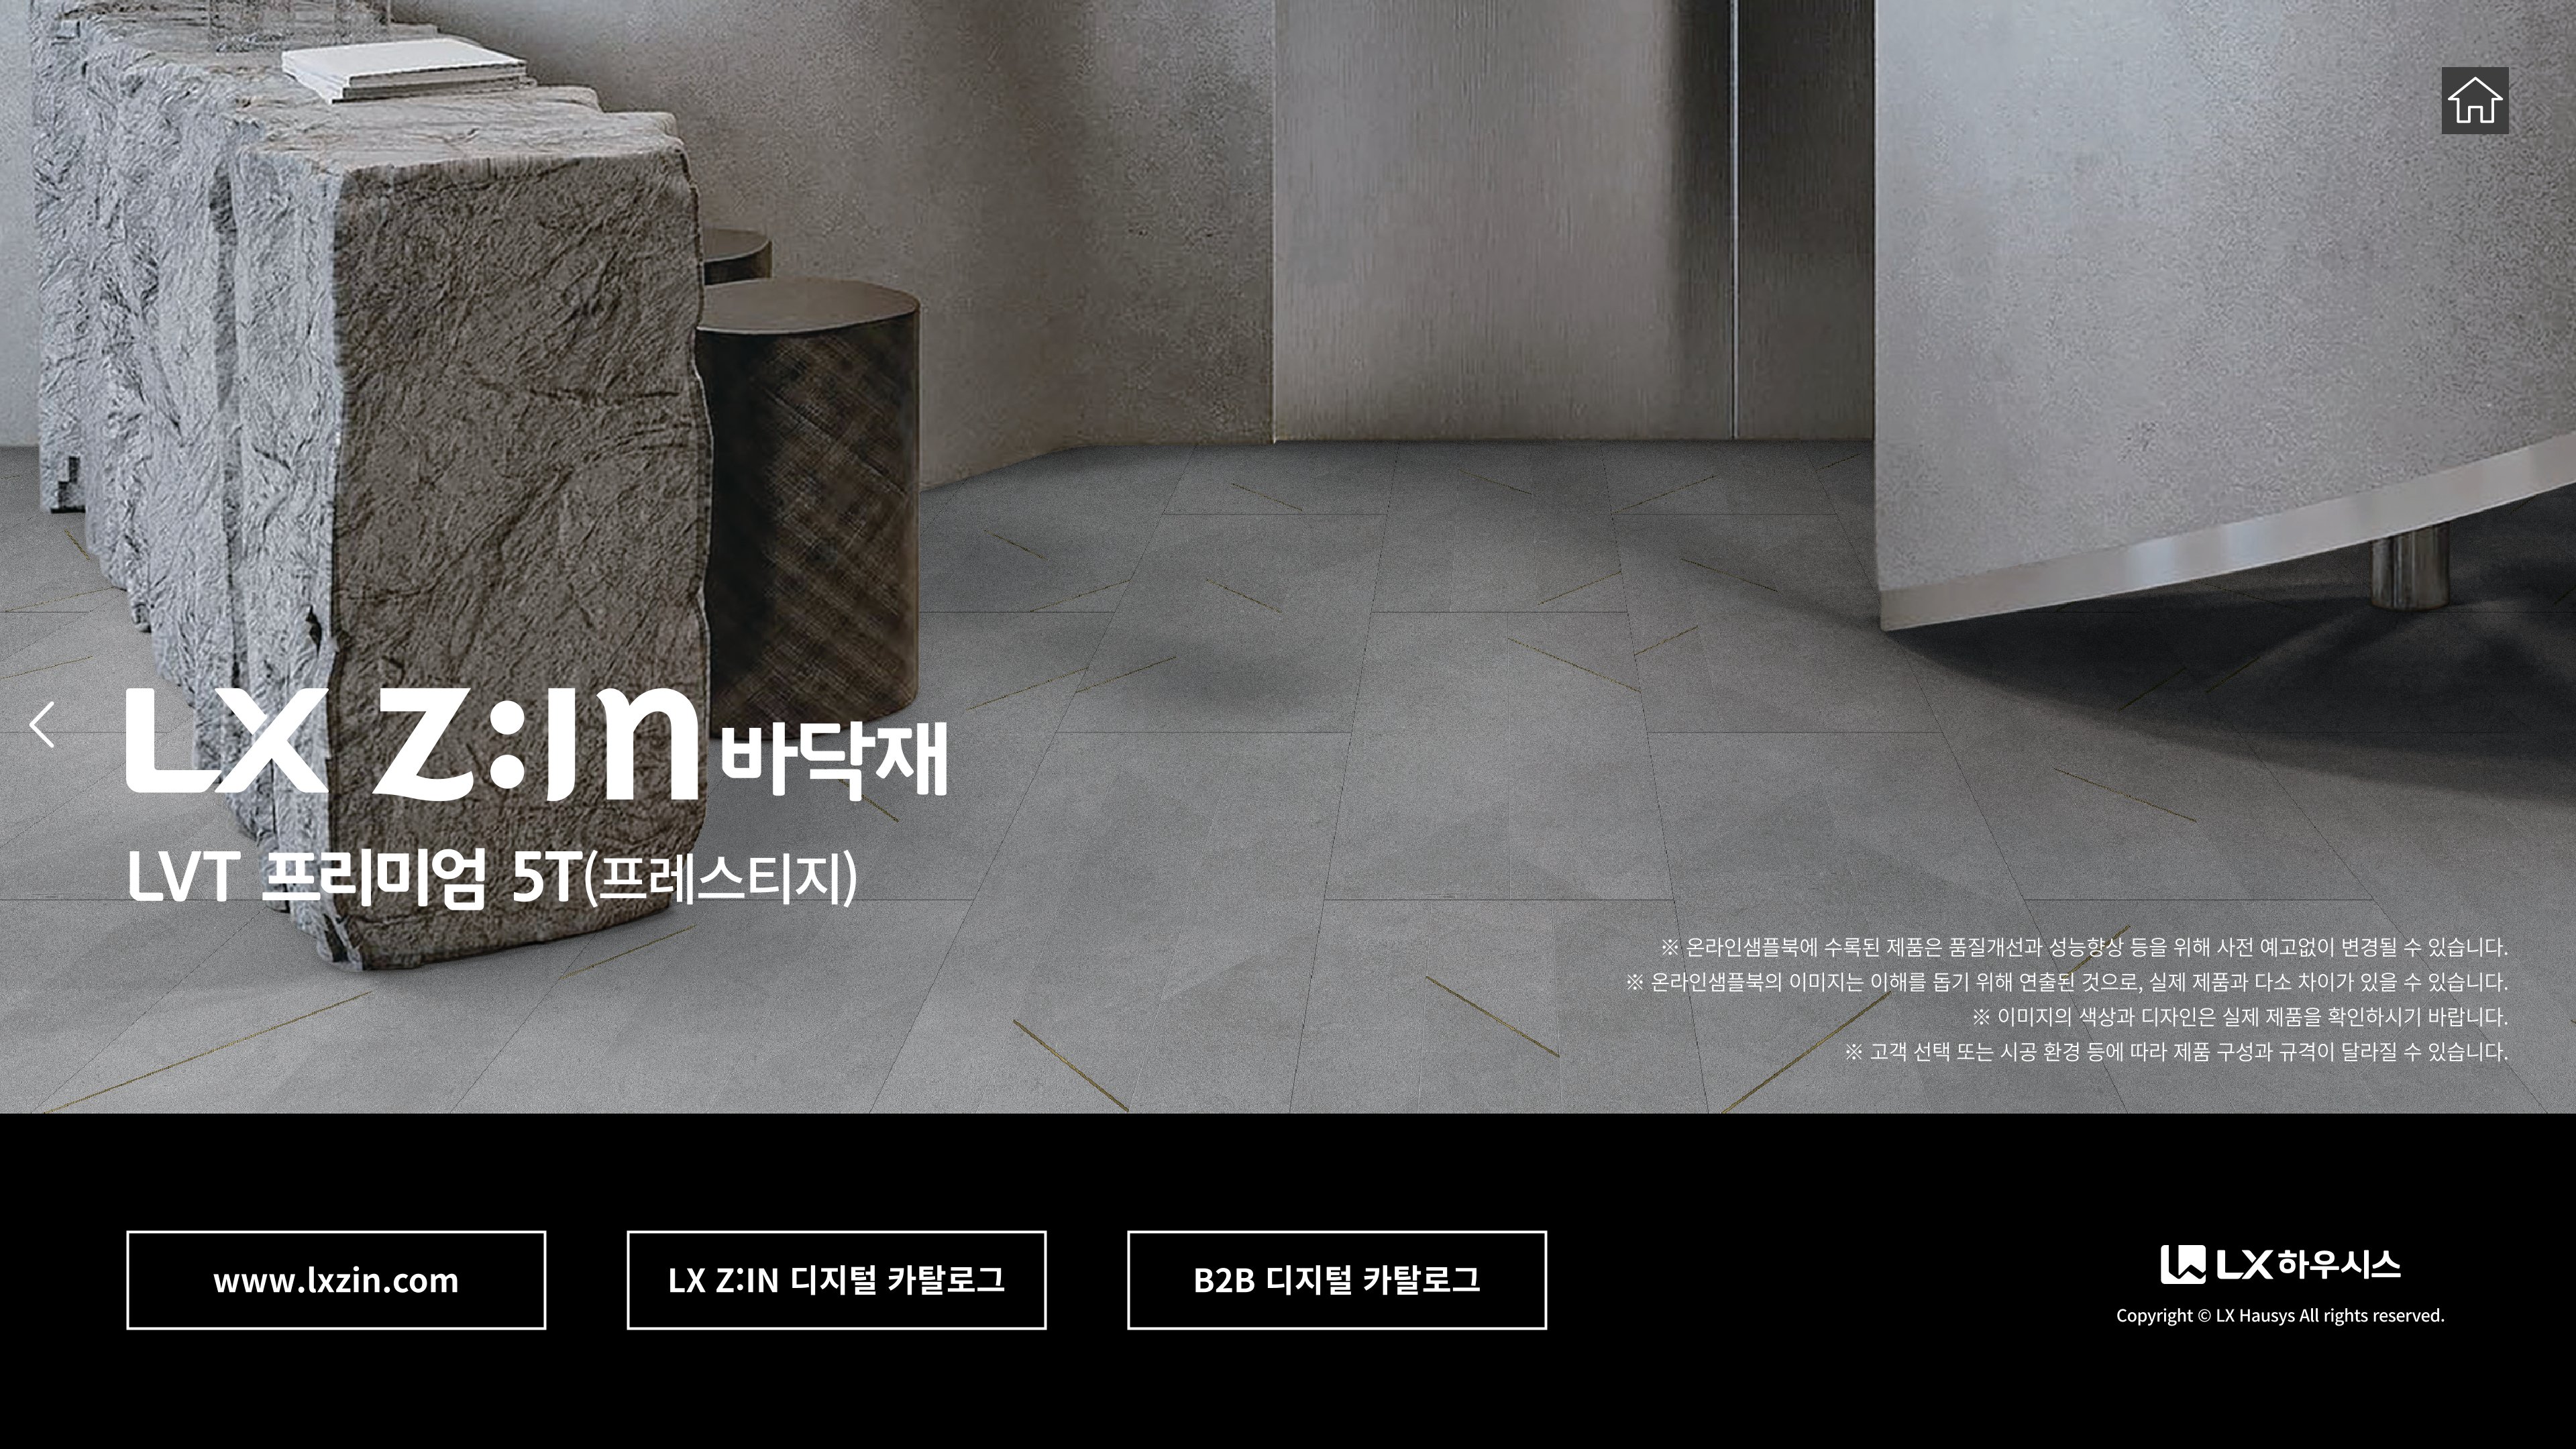 LX Z:IN 바닥재
LVT 프리미엄 5T(프레스티지)
※ 온라인샘플북에 수록된 제품은 품질개선과 성능향상 등을 위해 사전 예고없이 변경될 수 있습니다.
※ 온라인샘플북의 이미지는 이해를 돕기 위해 연출된 것으로, 실제 제품과 다소 차이가 있을 수 있습니다.
※ 이미지의 색상과 디자인은 실제 제품을 확인하시기 바랍니다.
※ 고객 선택 또는 시공 환경 등에 따라 제품 구성과 규격이 달라질 수 있습니다.
www.lxzin.com
LX Z:IN 디지털 카탈로그
B2B 디지털 카탈로그
LX 하우시스
Copyright © LX Hausys All rights reserved.